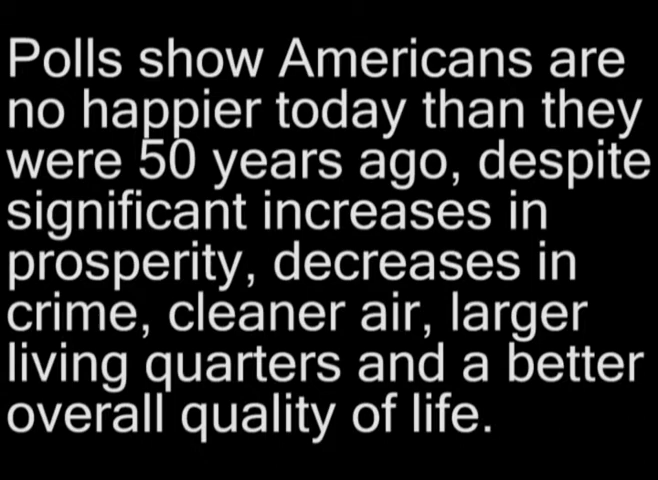 Polls show Americans are
no happier today than they
were 50 years ago, despite
significant increases in
prosperity, decreases in
crime, cleaner air, larger
living quarters and a better
overall quality of life.